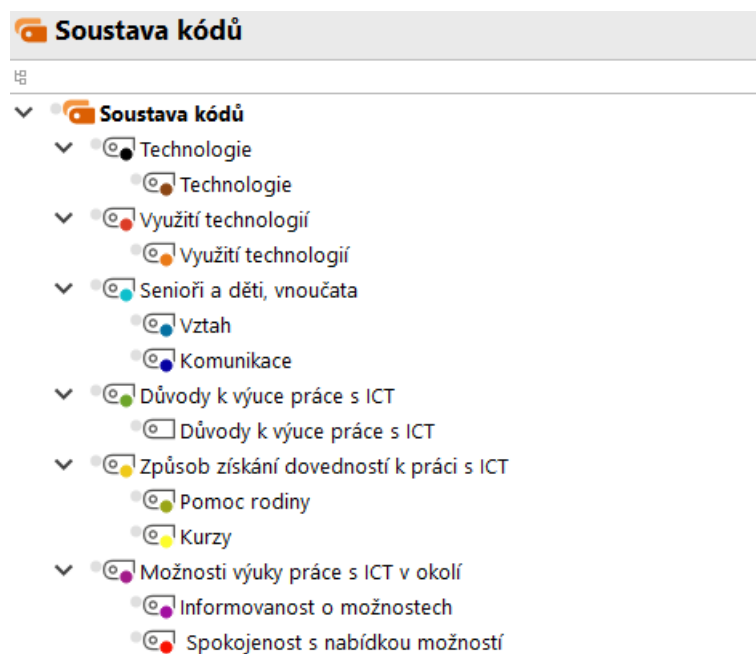 Soustava kódů
Soustava kódů
Technologie
Technologie
Využití technologií
Využití technologií
Senioři a děti, vnoučata
Vztah
Komunikace
Důvody k výuce práce s ICT
Důvody k výuce práce s ICT
Způsob získání dovedností k práci s ICT
Pomoc rodiny
Kurzy
Možnosti výuky práce s ICT v okolí
Informovanost o možnostech
Spokojenost s nabídkou možností